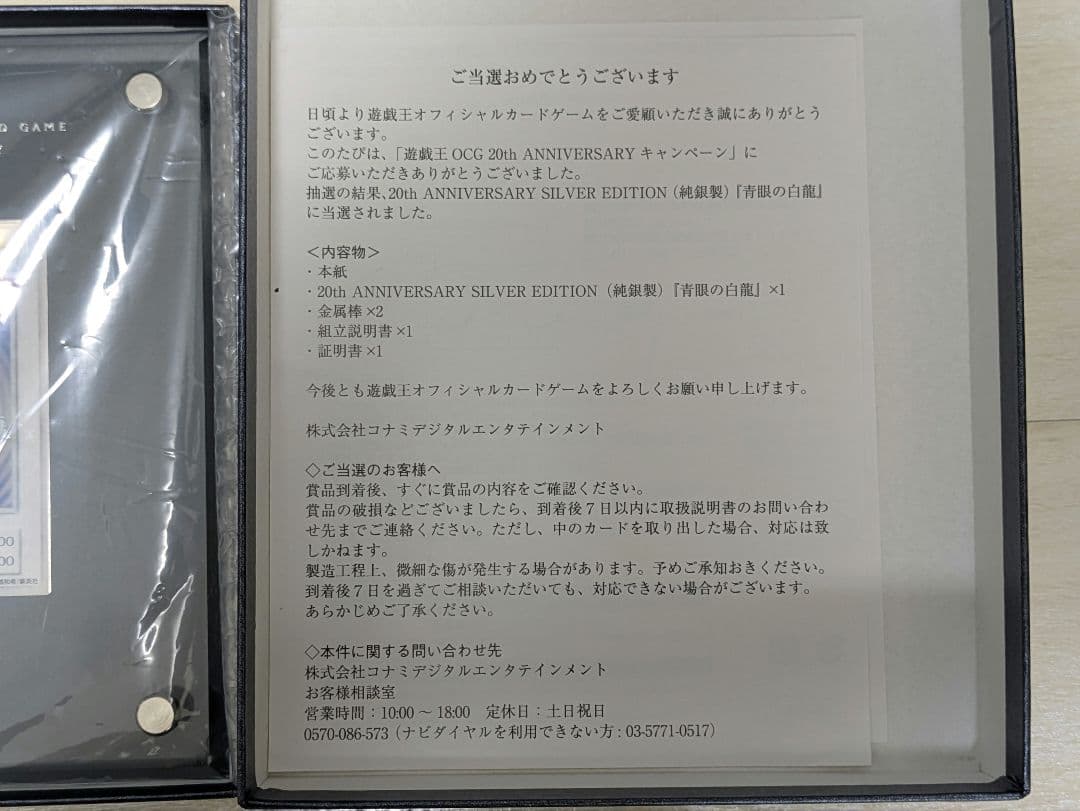 GAME
ご当選おめでとうございます
日頃より遊戯王オフィシャルカードゲームをご愛顧いただき誠にありがとう
ございます。
このたびは、「遊戯王 OCG 20th ANNIVERSARY キャンペーン」に
ご応募いただきありがとうございました。
抽選の結果、20th ANNIVERSARY SILVER EDITION（純銀製）『青眼の白龍』
に当選されました。
＜内容物＞
・本紙
・20th ANNIVERSARY SILVER EDITION（純銀製）『青眼の白龍』×1
・金属棒 ×2
・組立説明書 ×1
・証明書 ×1
今後とも遊戯王オフィシャルカードゲームをよろしくお願い申し上げます。
株式会社コナミデジタルエンタテインメント
◇ご当選のお客様へ
賞品到着後、すぐに賞品の内容をご確認ください。
賞品の破損などございましたら、到着後７日以内に取扱説明書のお問い合わ
せ先までご連絡ください。ただし、中のカードを取り出した場合、対応は致
しかねます。
製造工程上、微細な傷が発生する場合があります。予めご承知おきください。
到着後７日を過ぎてご相談いただいても、対応できない場合がございます。
あらかじめご了承ください。
◇本件に関する問い合わせ先
株式会社コナミデジタルエンタテインメント
お客様相談室
営業時間：10:00 ～ 18:00　定休日：土日祝日
0570-086-573（ナビダイヤルを利用できない方 : 03-5771-0517）